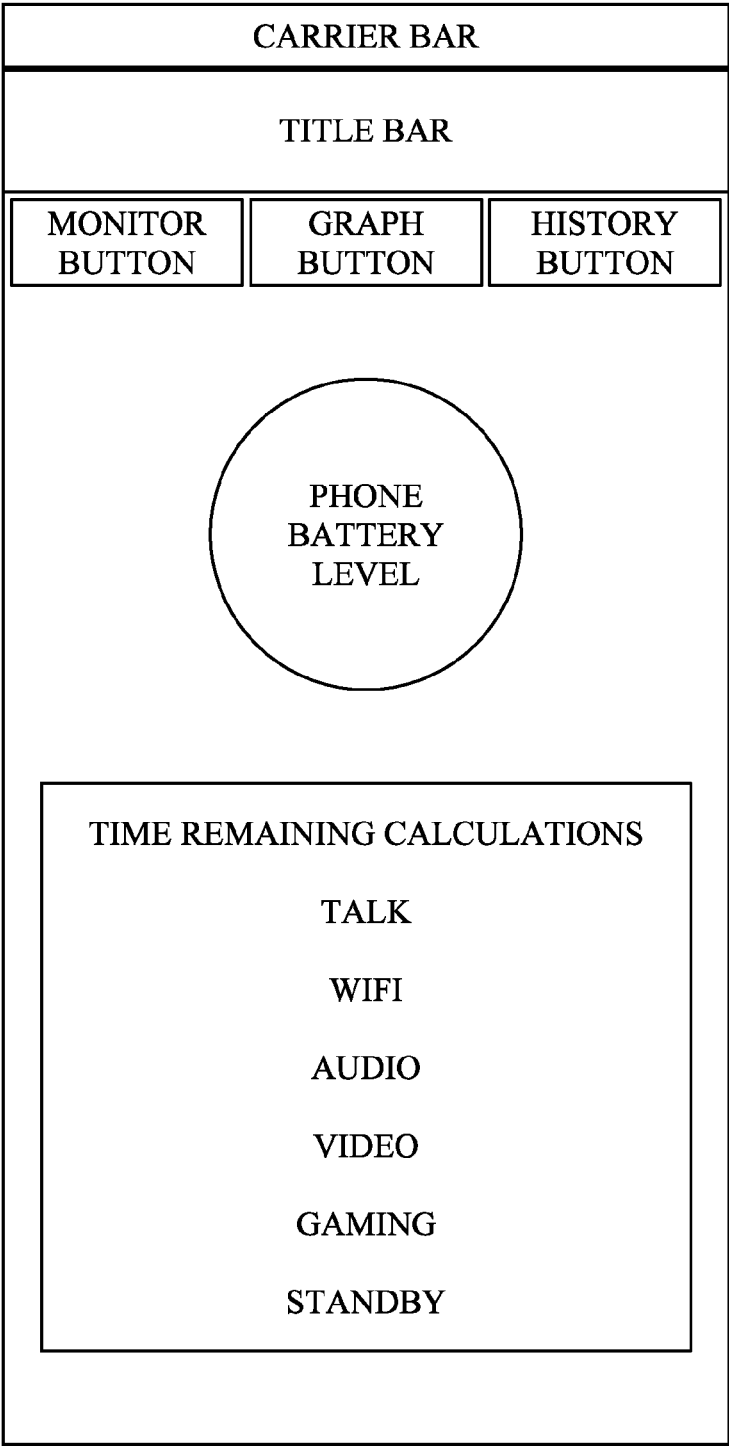 CARRIER BAR
TITLE BAR
MONITOR
BUTTON
GRAPH
BUTTON
HISTORY
BUTTON
PHONE
BATTERY
LEVEL
TIME REMAINING CALCULATIONS
TALK
WIFI
AUDIO
VIDEO
GAMING
STANDBY